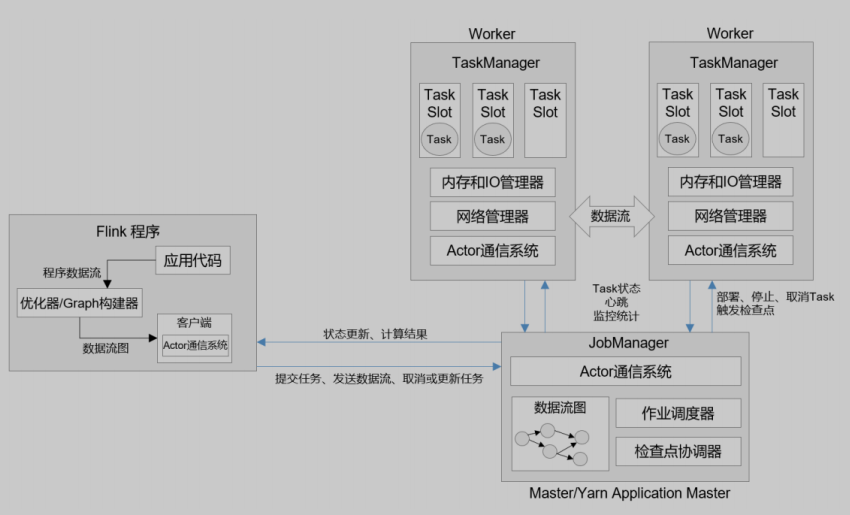 Worker
TaskManager
Task Slot
Task
Task Slot
Task
Task Slot
内存和IO管理器
网络管理器
Actor通信系统
数据流
Worker
TaskManager
Task Slot
Task
Task Slot
Task
Task Slot
内存和IO管理器
网络管理器
Actor通信系统
Flink 程序
应用代码
程序数据流
优化器/Graph构建器
数据流图
客户端
Actor通信系统
状态更新、计算结果
提交任务、发送数据流、取消或更新任务
Task状态
心跳
监控统计
部署、停止、取消Task
触发检查点
JobManager
Actor通信系统
数据流图
作业调度器
检查点协调器
Master/Yarn Application Master